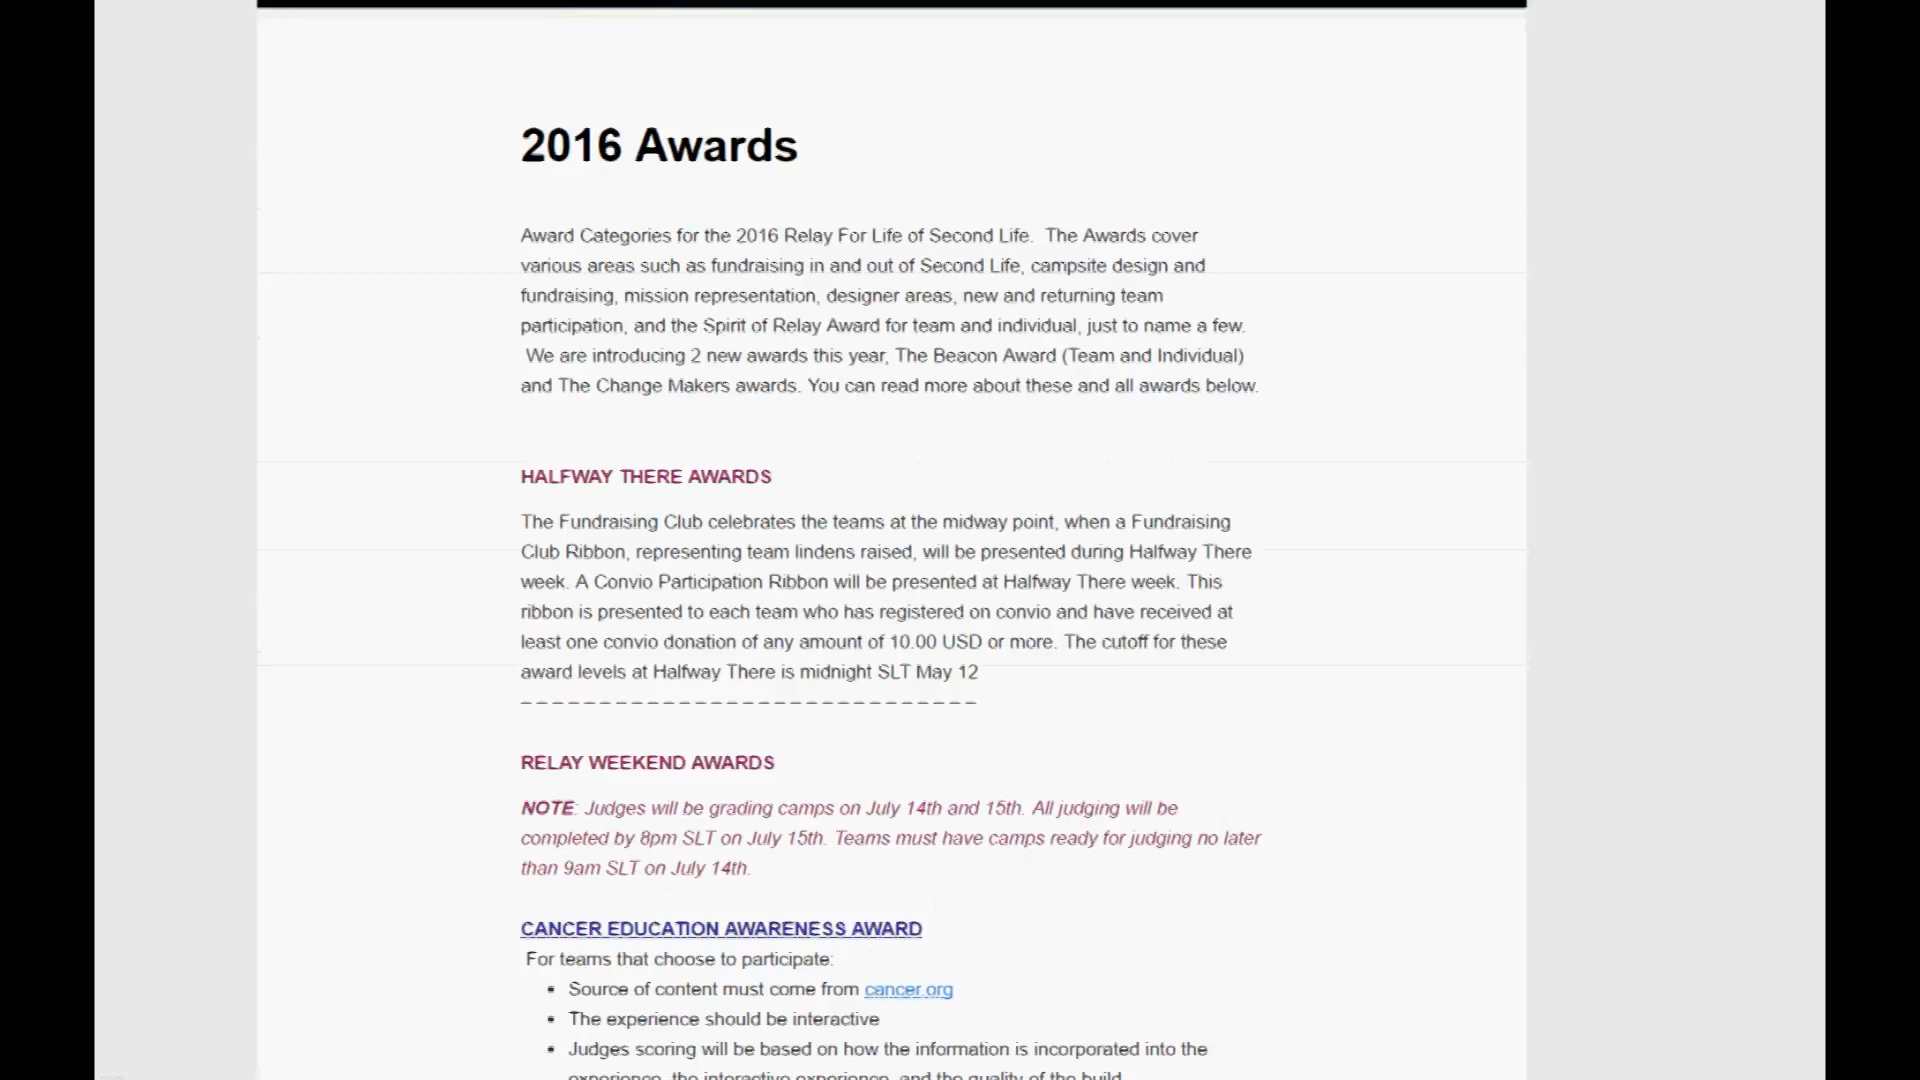 2016 Awards
Award Categories for the 2016 Relay For Life of Second Life.  The Awards cover
various areas such as fundraising in and out of Second Life, campsite design and
fundraising, mission representation, designer areas, new and returning team
participation, and the Spirit of Relay Award for team and individual, just to name a few.
We are introducing 2 new awards this year, The Beacon Award (Team and Individual)
and The Change Makers awards. You can read more about these and all awards below.
HALFWAY THERE AWARDS
The Fundraising Club celebrates the teams at the midway point, when a Fundraising
Club Ribbon, representing team lindens raised, will be presented during Halfway There
week. A Convio Participation Ribbon will be presented at Halfway There week. This
ribbon is presented to each team who has registered on convio and have received at
least one convio donation of any amount of 10.00 USD or more. The cutoff for these
award levels at Halfway There is midnight SLT May 12
_ _ _ _ _ _ _ _ _ _ _ _ _ _ _ _ _ _ _ _ _ _ _ _ _ _ _ _ _
RELAY WEEKEND AWARDS
NOTE: Judges will be grading camps on July 14th and 15th. All judging will be
completed by 8pm SLT on July 15th. Teams must have camps ready for judging no later
than 9am SLT on July 14th.
CANCER EDUCATION AWARENESS AWARD
For teams that choose to participate:
• Source of content must come from cancer.org
• The experience should be interactive
• Judges scoring will be based on how the information is incorporated into the
experience, the interactive experience, and the quality of the build.